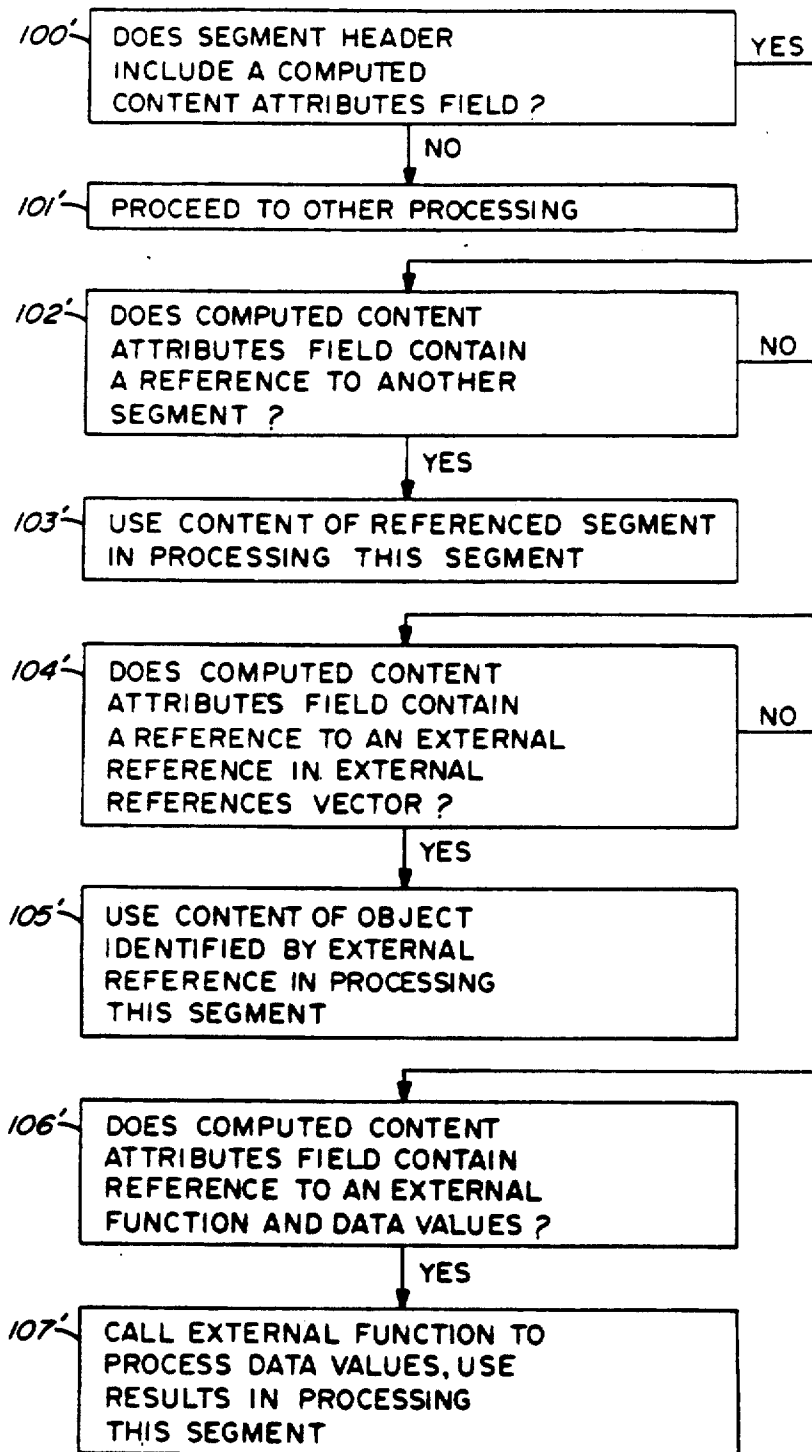 100'
DOES SEGMENT HEADER
INCLUDE A COMPUTED
CONTENT ATTRIBUTES FIELD ?
YES
NO
101'
PROCEED TO OTHER PROCESSING
102'
DOES COMPUTED CONTENT
ATTRIBUTES FIELD CONTAIN
A REFERENCE TO ANOTHER
SEGMENT ?
NO
YES
103'
USE CONTENT OF REFERENCED SEGMENT
IN PROCESSING THIS SEGMENT
104'
DOES COMPUTED CONTENT
ATTRIBUTES FIELD CONTAIN
A REFERENCE TO AN EXTERNAL
REFERENCE IN EXTERNAL
REFERENCES VECTOR ?
NO
YES
105'
USE CONTENT OF OBJECT
IDENTIFIED BY EXTERNAL
REFERENCE IN PROCESSING
THIS SEGMENT
106'
DOES COMPUTED CONTENT
ATTRIBUTES FIELD CONTAIN
REFERENCE TO AN EXTERNAL
FUNCTION AND DATA VALUES ?
YES
107'
CALL EXTERNAL FUNCTION TO
PROCESS DATA VALUES, USE
RESULTS IN PROCESSING
THIS SEGMENT